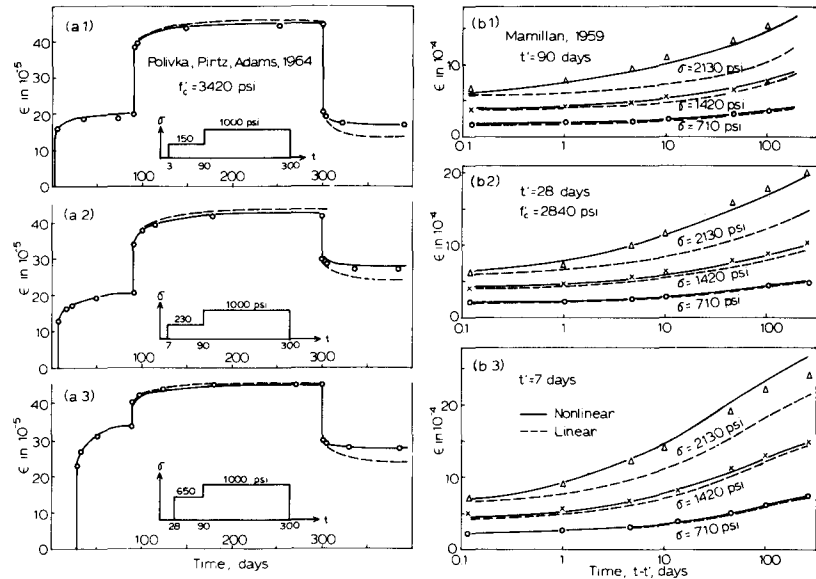 (a1)
Polivka, Pirtz, Adams, 1964
f'c=3420 psi
ϵ in 10⁻⁵
40
30
20
10
0
σ
150
1000 psi
3 90 300 t
100 200 300
(a2)
ϵ in 10⁻⁵
40
30
20
10
0
σ
230
1000 psi
7 90 300 t
100 200 300
(a3)
ϵ in 10⁻⁵
40
30
20
10
0
σ
650
1000 psi
28 90 300 t
100 200 300
Time, days
(b1)
Mamillan, 1959
t'=90 days
ϵ in 10⁻⁴
10
5
0
σ=2130 psi
σ=1420 psi
σ=710 psi
0.1 1 10 100
(b2)
t'=28 days
f'c=2840 psi
ϵ in 10⁻⁴
20
10
5
0
σ=2130 psi
σ=1420 psi
σ=710 psi
0.1 1 10 100
(b3)
t'=7 days
Nonlinear
Linear
ϵ in 10⁻⁴
20
10
0
σ=2130 psi
σ=1420 psi
σ=710 psi
0.1 1 10 100
Time, t-t', days